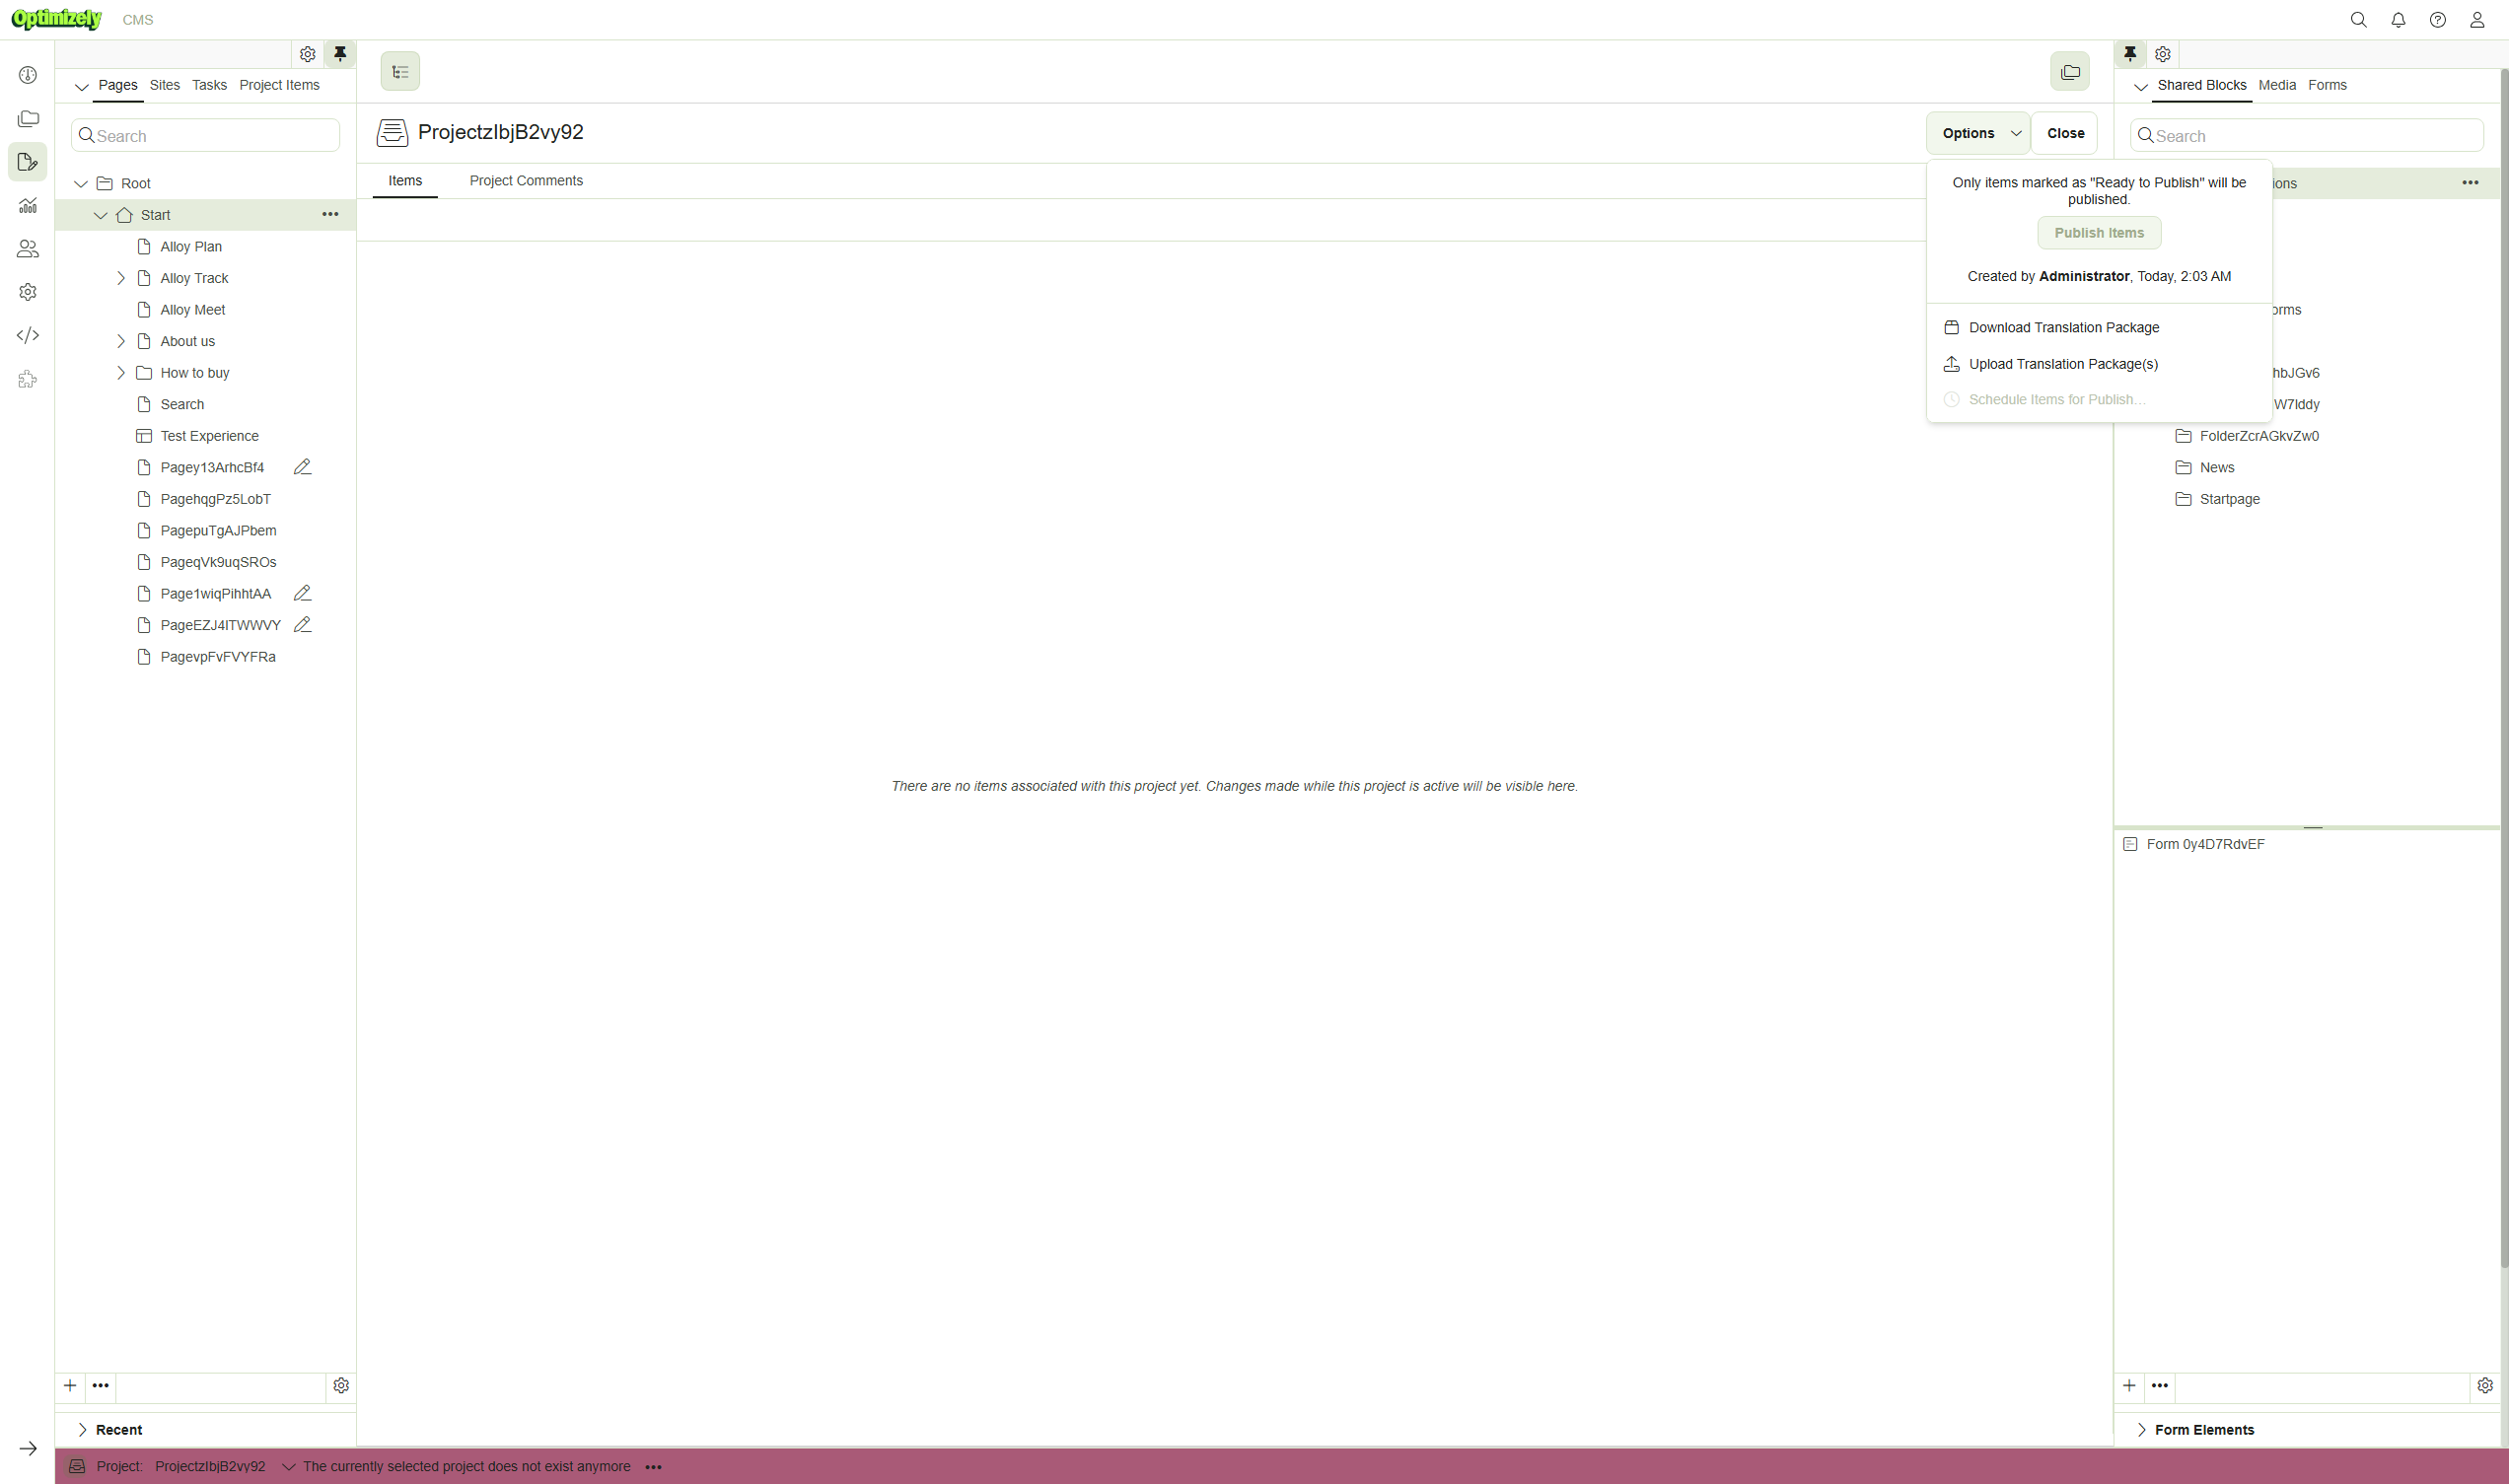 Optimizely CMS
Pages Sites Tasks Project Items
Search
Root
Start
Alloy Plan
Alloy Track
Alloy Meet
About us
How to buy
Search
Test Experience
Pagey13ArhcBf4
PagehqgPz5LobT
PagepuTgAJPbem
PageqVk9uqSROs
Page1wiqPihhtAA
PageEZJ4ITWWVY
PagevpFvFVYFRa
Recent
ProjectzIbjB2vy92
Options
Close
Items Project Comments
Only items marked as "Ready to Publish" will be
published.
Publish Items
Created by Administrator, Today, 2:03 AM
Download Translation Package
Upload Translation Package(s)
Schedule Items for Publish...
There are no items associated with this project yet. Changes made while this project is active will be visible here.
Shared Blocks Media Forms
Search
ions
orms
hbJGv6
W7lddy
FolderZcrAGkvZw0
News
Startpage
Form 0y4D7RdvEF
Form Elements
Project: ProjectzIbjB2vy92 The currently selected project does not exist anymore